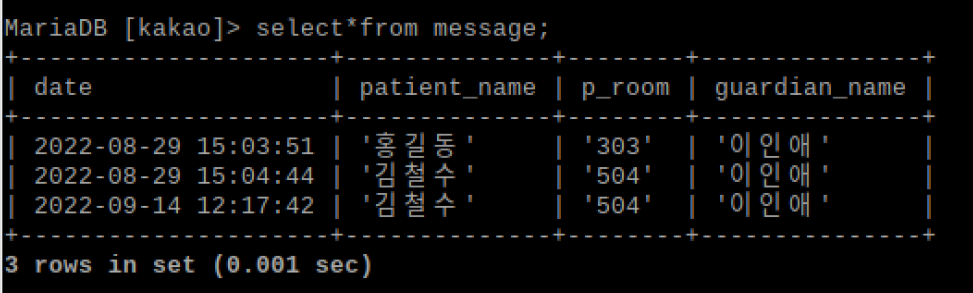 MariaDB [kakao]> select*from message;
+---------------------+--------------+--------+---------------+
| date                | patient_name | p_room | guardian_name |
+---------------------+--------------+--------+---------------+
| 2022-08-29 15:03:51 | '홍길동'     | '303'  | '이인애'      |
| 2022-08-29 15:04:44 | '김철수'     | '504'  | '이인애'      |
| 2022-09-14 12:17:42 | '김철수'     | '504'  | '이인애'      |
+---------------------+--------------+--------+---------------+
3 rows in set (0.001 sec)